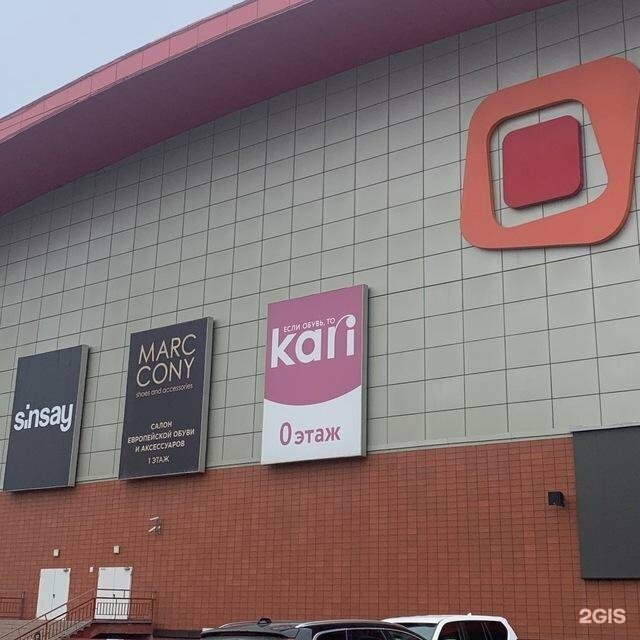 sinsay
MARC
CONY
shoes and accessories
САЛОН
ЕВРОПЕЙСКОЙ ОБУВИ
И АКСЕССУАРОВ
1 ЭТАЖ
ЕСЛИ ОБУВЬ, ТО
kari
0 этаж
2GIS